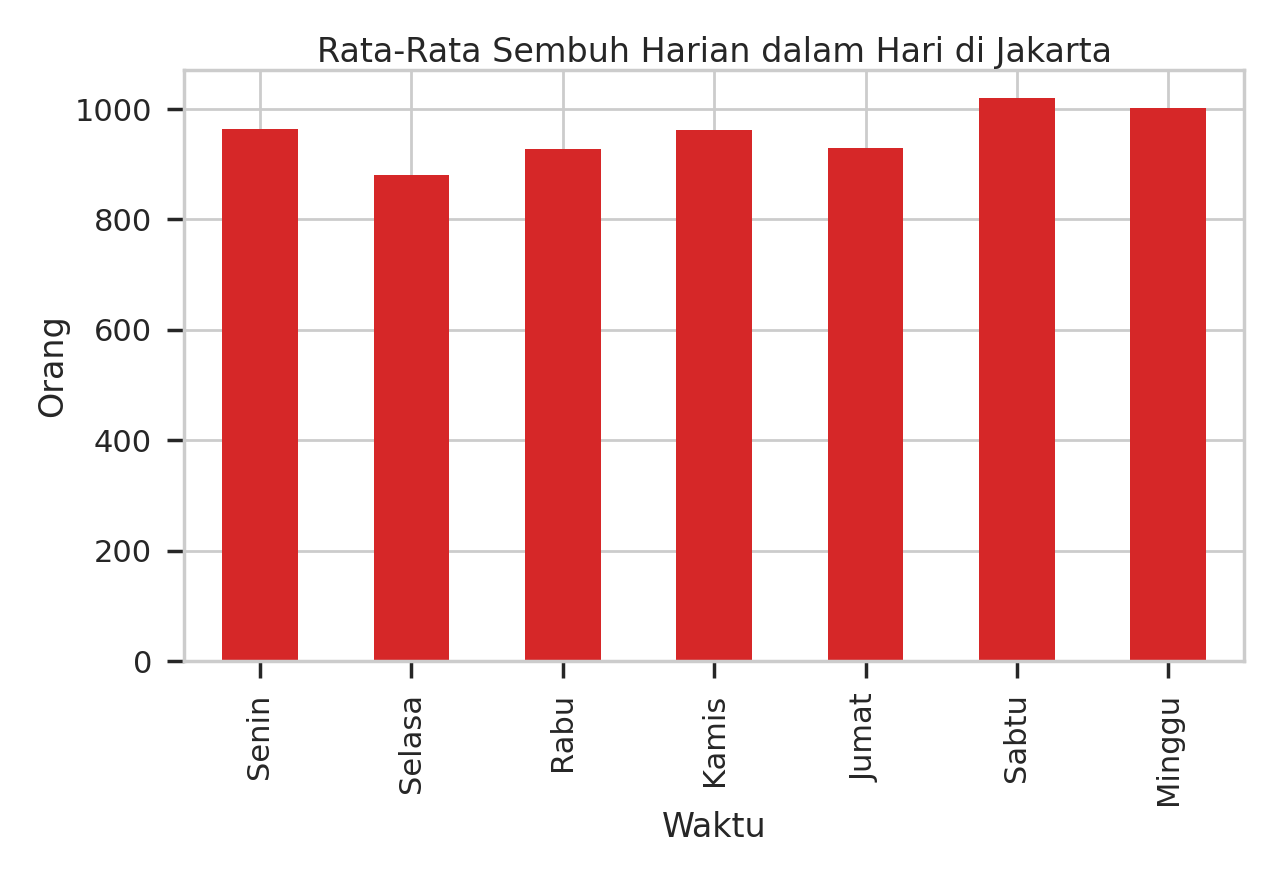 Rata-Rata Sembuh Harian dalam Hari di Jakarta
1000
800
600
400
200
0
Orang
Senin
Selasa
Rabu
Kamis
Jumat
Sabtu
Minggu
Waktu